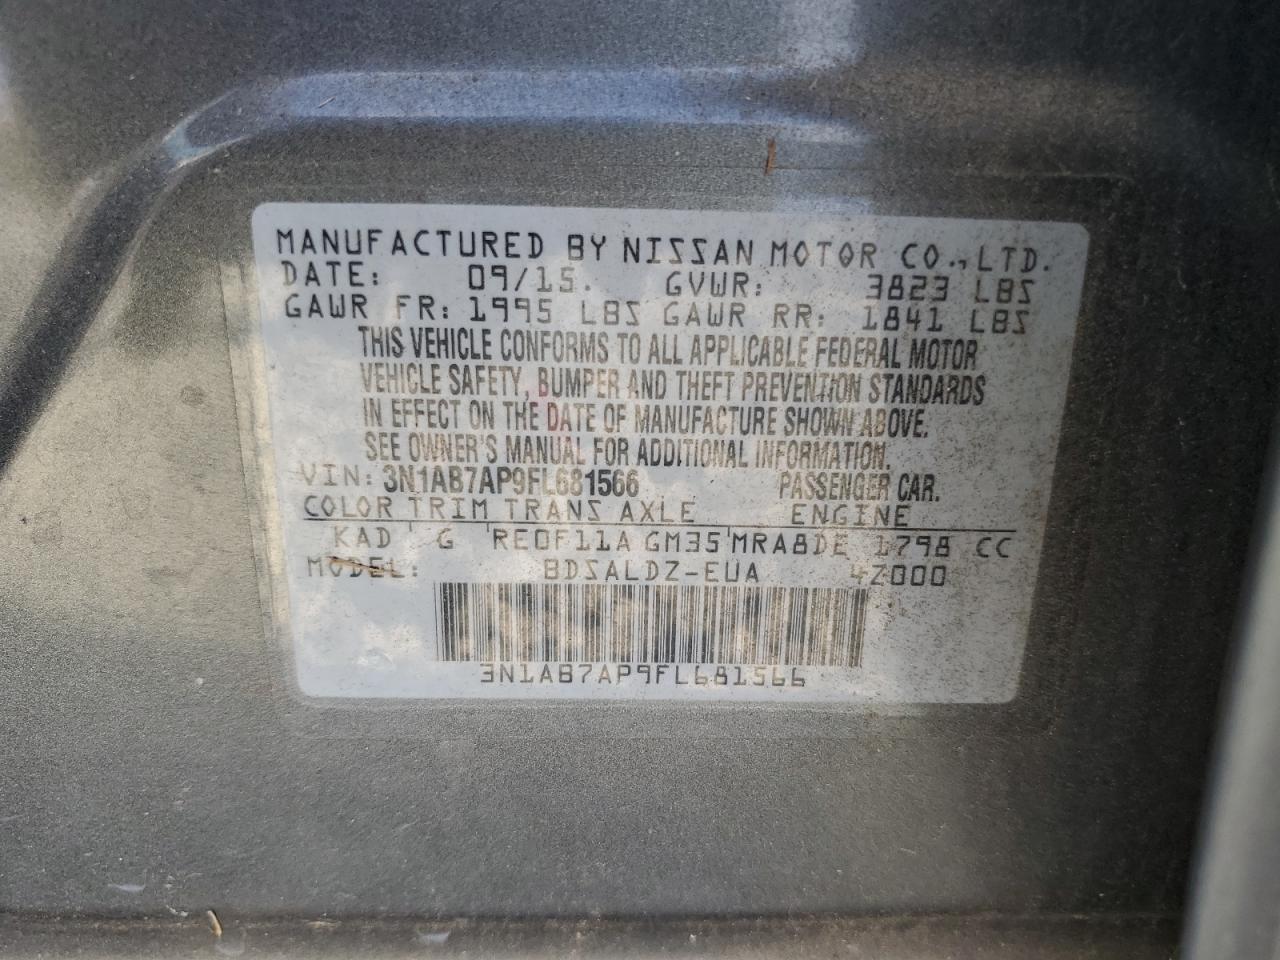 MANUFACTURED BY NISSAN MOTOR CO., LTD.
DATE: 09/15. GVWR: 3823 LBS
GAWR FR: 1995 LBS GAWR RR: 1841 LBS
THIS VEHICLE CONFORMS TO ALL APPLICABLE FEDERAL MOTOR
VEHICLE SAFETY, BUMPER AND THEFT PREVENTION STANDARDS
IN EFFECT ON THE DATE OF MANUFACTURE SHOWN ABOVE.
SEE OWNER'S MANUAL FOR ADDITIONAL INFORMATION.
VIN: 3N1AB7AP9FL681566 PASSENGER CAR.
COLOR TRIM TRANS AXLE ENGINE
KAD G RE0F11A GM35 MRA8DE 1798 CC
MODEL: BDSALDZ-EUA 4Z000
3N1AB7AP9FL681566